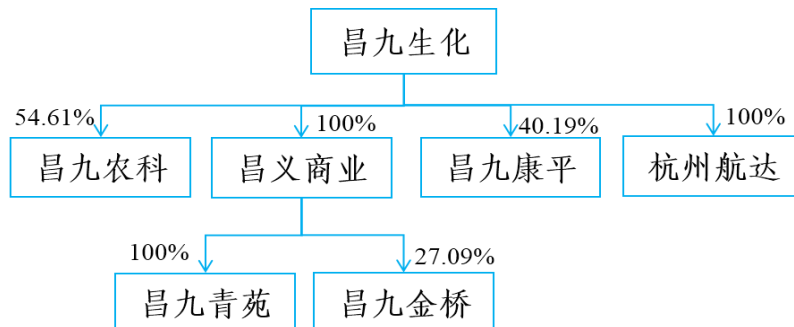 昌九生化
54.61%
100%
40.19%
100%
昌九农科
昌义商业
昌九康平
杭州航达
100%
27.09%
昌九青苑
昌九金桥